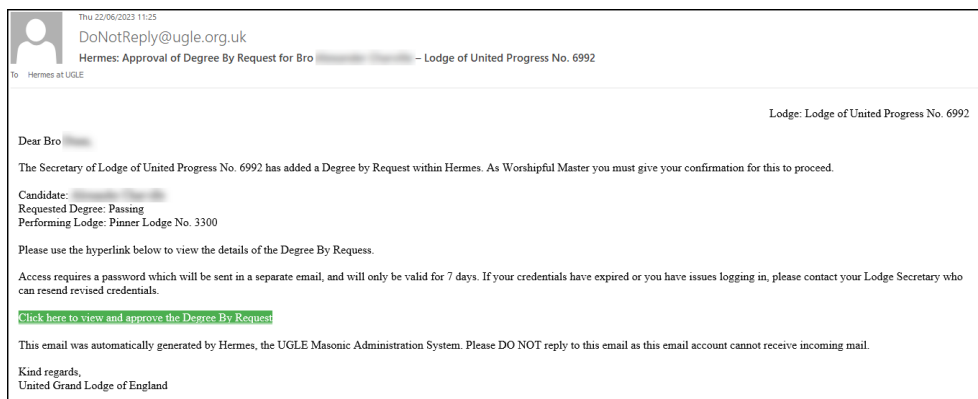 Thu 22/06/2023 11:25
DoNotReply@ugle.org.uk
Hermes: Approval of Degree By Request for Bro – Lodge of United Progress No. 6992
To Hermes at UGLE
Lodge: Lodge of United Progress No. 6992
Dear Bro
The Secretary of Lodge of United Progress No. 6992 has added a Degree by Request within Hermes. As Worshipful Master you must give your confirmation for this to proceed.
Candidate:
Requested Degree: Passing
Performing Lodge: Pinner Lodge No. 3300
Please use the hyperlink below to view the details of the Degree By Requess.
Access requires a password which will be sent in a separate email, and will only be valid for 7 days. If your credentials have expired or you have issues logging in, please contact your Lodge Secretary who
can resend revised credentials.
Click here to view and approve the Degree By Request
This email was automatically generated by Hermes, the UGLE Masonic Administration System. Please DO NOT reply to this email as this email account cannot receive incoming mail.
Kind regards,
United Grand Lodge of England